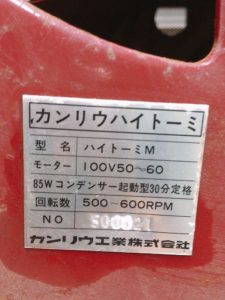 カンリウハイトーミ
型名 ハイトーミM
モーター 100V50～60
85Wコンデンサー起動型30分定格
回転数 500-600RPM
NO
カンリウ工業株式会社